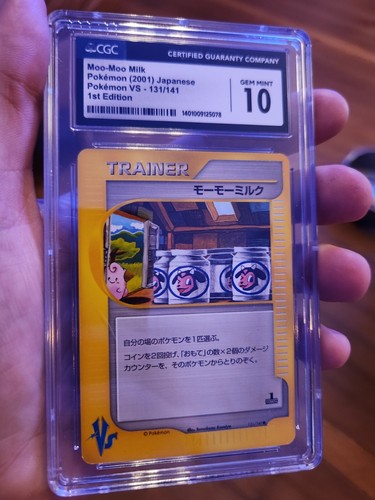 CGC
CERTIFIED GUARANTY COMPANY
Moo-Moo Milk
Pokémon (2001) Japanese
Pokémon VS - 131/141
1st Edition
GEM MINT
10
1401009125078
TRAINER
モーモーミルク
自分の場のポケモンを1匹選ぶ。
コインを2回投げ、「おもて」の数×2個のダメージ
カウンターを、そのポケモンからとりのぞく。
1
VS
© Pokémon